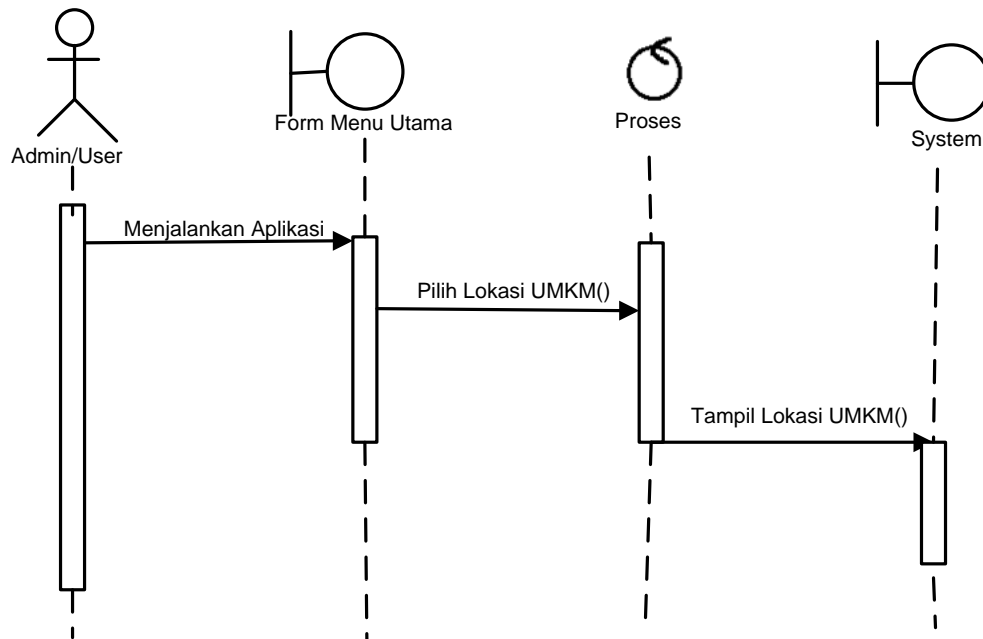 Admin/User
Form Menu Utama
Proses
System
Menjalankan Aplikasi
Pilih Lokasi UMKM()
Tampil Lokasi UMKM()